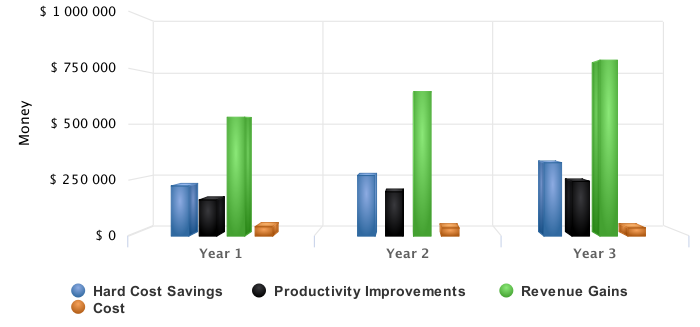 $ 1 000 000
$ 750 000
$ 500 000
$ 250 000
$ 0
Money
Year 1
Year 2
Year 3
Hard Cost Savings
Productivity Improvements
Revenue Gains
Cost